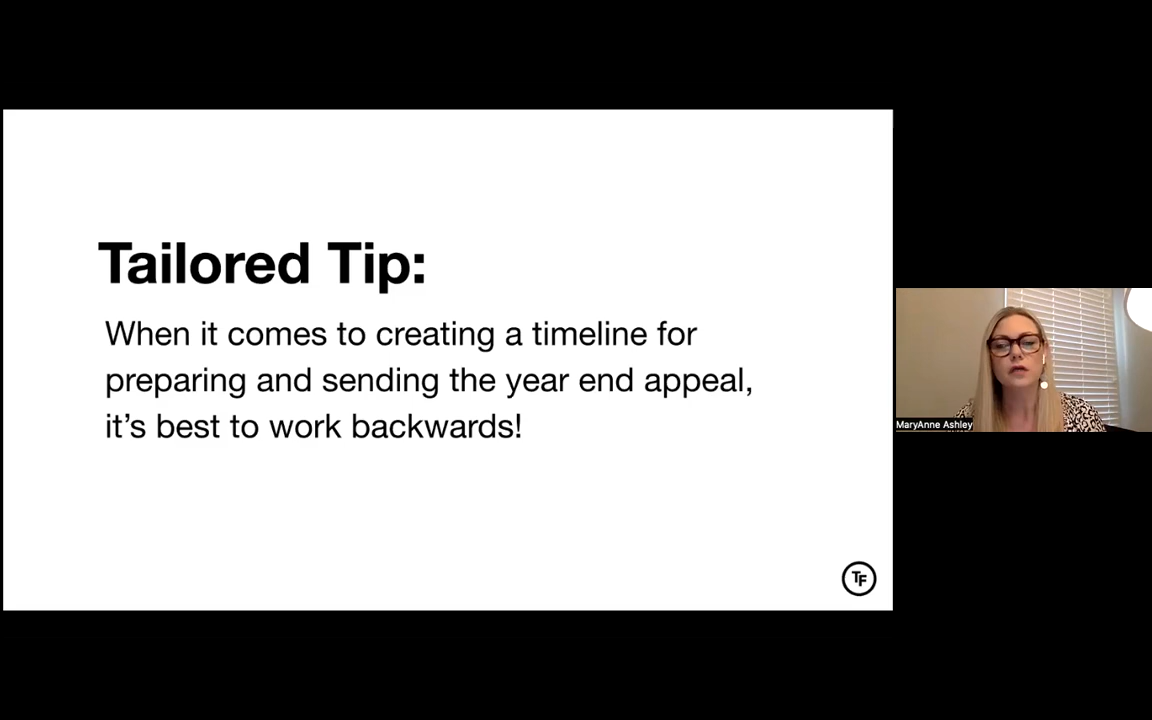 Tailored Tip:
When it comes to creating a timeline for
preparing and sending the year end appeal,
it’s best to work backwards!
TF
MaryAnne Ashley